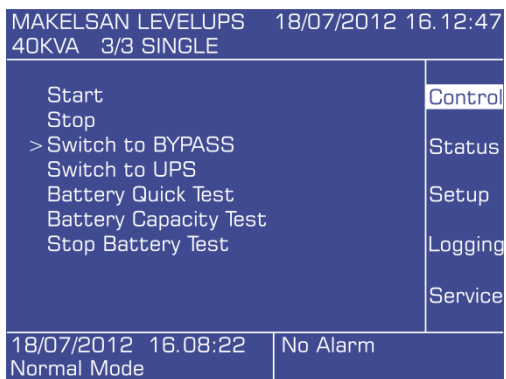 MAKELSAN LEVELUPS 18/07/2012 16.12:47
40KVA 3/3 SINGLE
Start
Stop
> Switch to BYPASS
Switch to UPS
Battery Quick Test
Battery Capacity Test
Stop Battery Test
Control
Status
Setup
Logging
Service
18/07/2012 16.08:22
Normal Mode
No Alarm